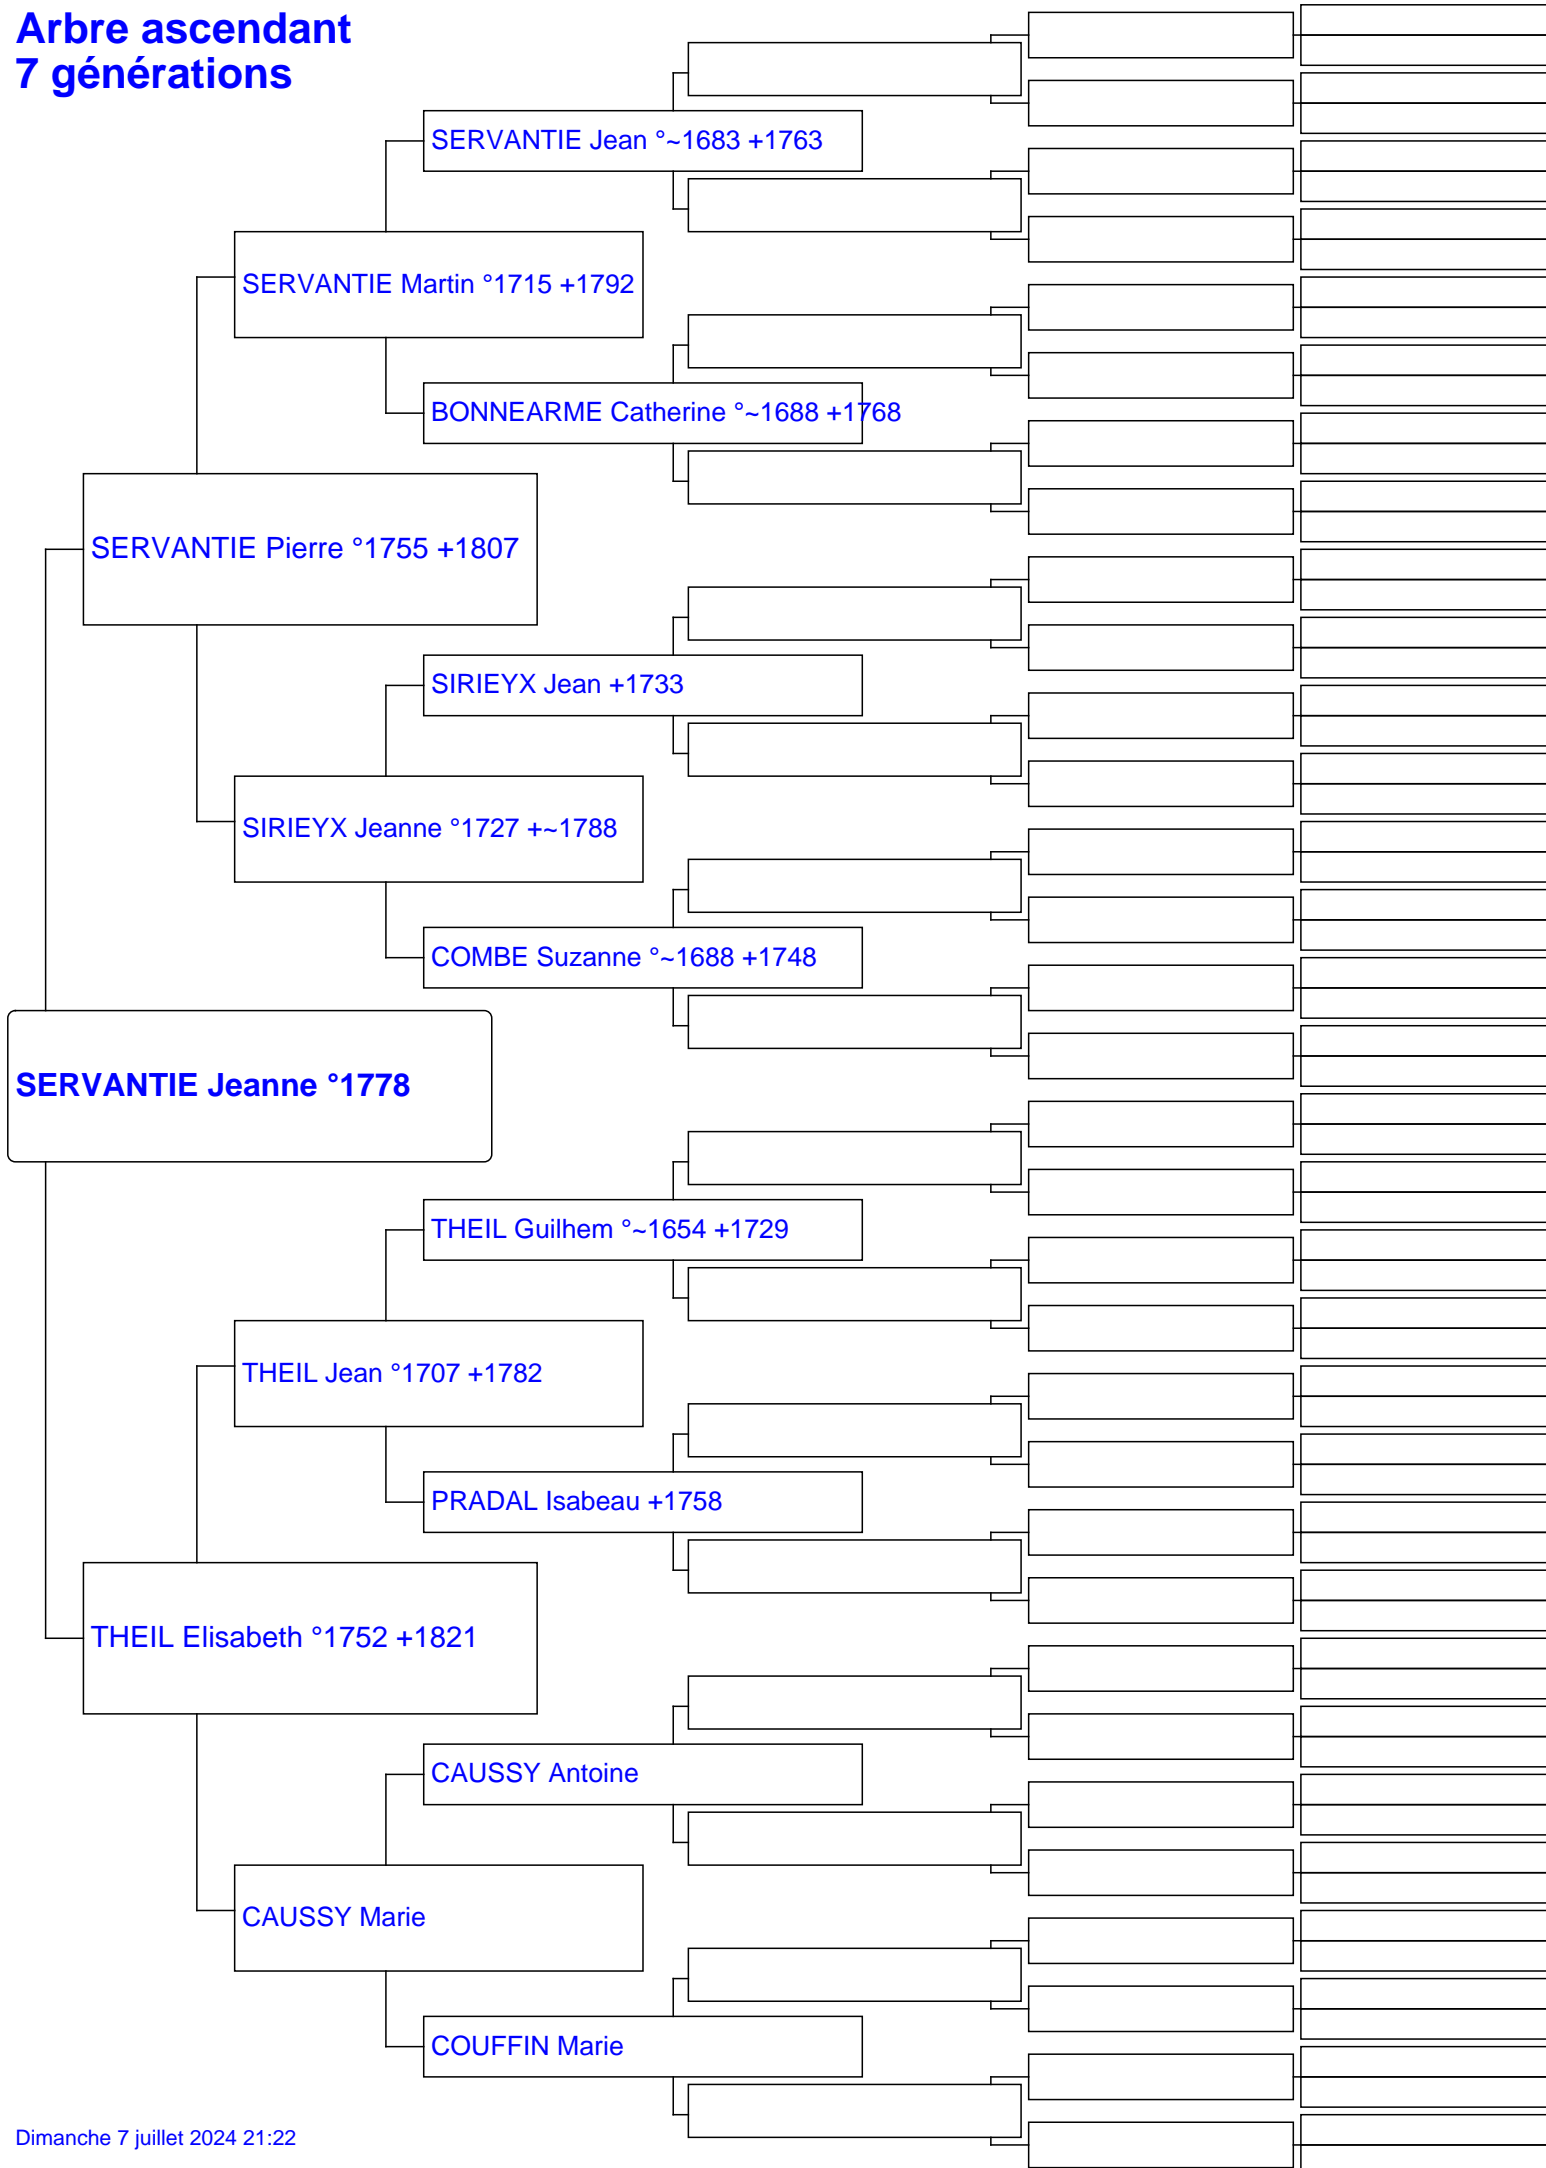 Arbre ascendant
7 générations
SERVANTIE Jean °~1683 +1763
SERVANTIE Martin °1715 +1792
BONNEARME Catherine °~1688 +1768
SERVANTIE Pierre °1755 +1807
SIRIEYX Jean +1733
SIRIEYX Jeanne °1727 +~1788
COMBE Suzanne °~1688 +1748
SERVANTIE Jeanne °1778
THEIL Guilhem °~1654 +1729
THEIL Jean °1707 +1782
PRADAL Isabeau +1758
THEIL Elisabeth °1752 +1821
CAUSSY Antoine
CAUSSY Marie
COUFFIN Marie
Dimanche 7 juillet 2024 21:22